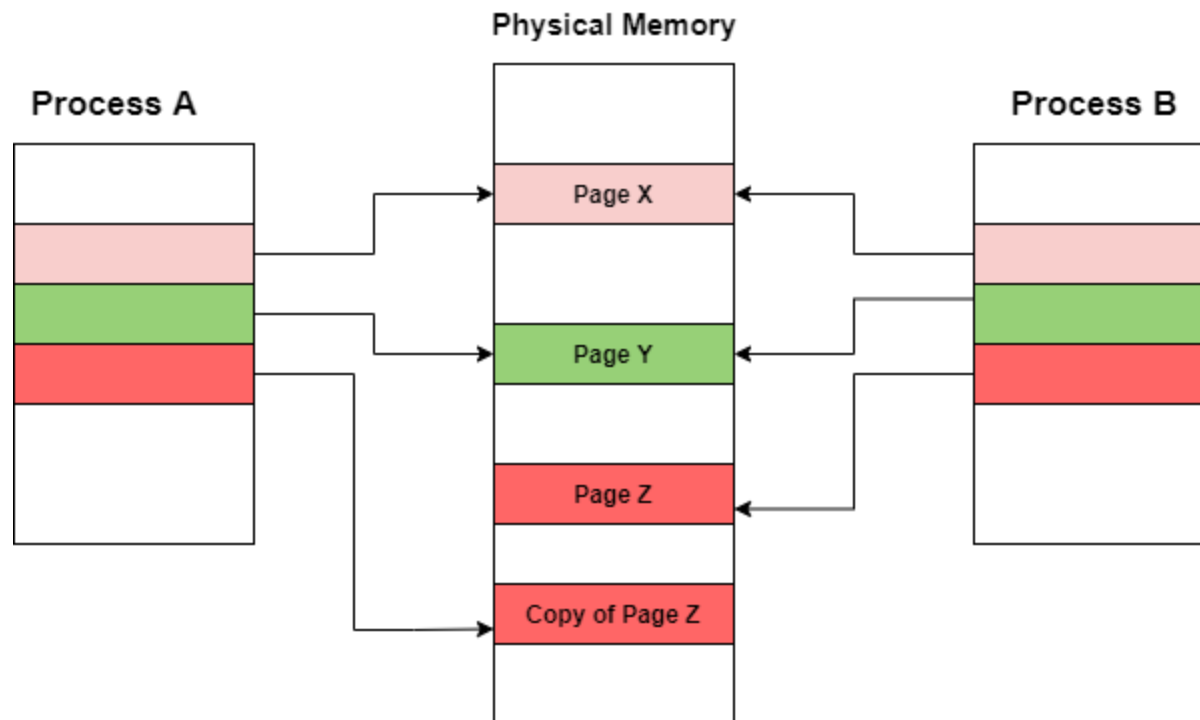 Physical Memory
Process A
Process B
Page X
Page Y
Page Z
Copy of Page Z